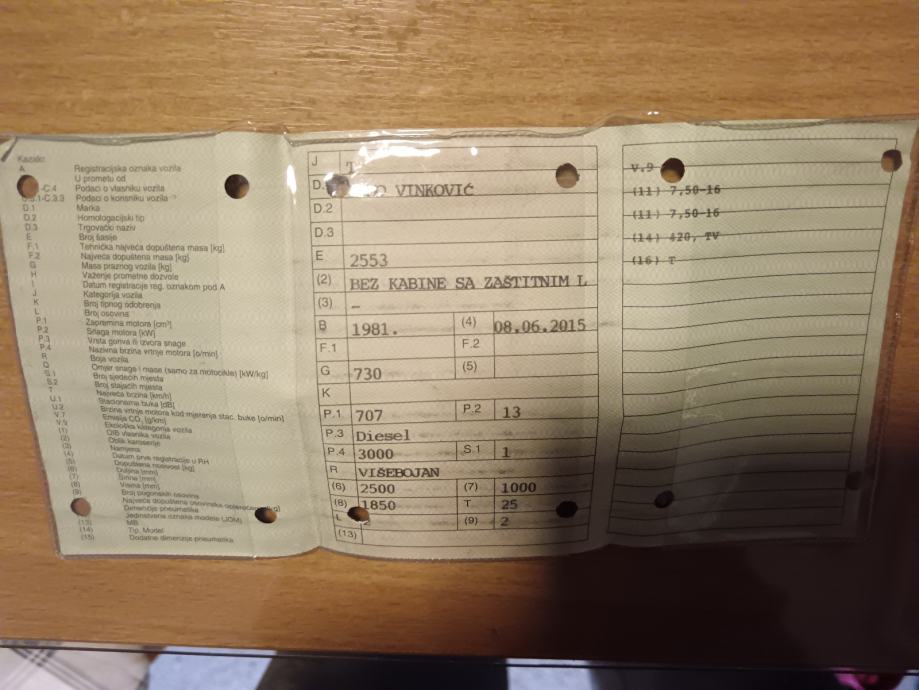 Kazalo:
A Registracijska oznaka vozila
U prometu od
-C.4 Podaci o vlasniku vozila
.1-C.3.3 Podaci o korisniku vozila
D.1 Marka
D.2 Homologacijski tip
D.3 Trgovački naziv
E Broj šasije
F.1 Tehnička najveća dopuštena masa [kg]
F.2 Najveća dopuštena masa [kg]
G Masa praznog vozila [kg]
H Važenje prometne dozvole
I Datum registracije reg. oznakom pod A
J Kategorija vozila
K Broj tipnog odobrenja
L Broj osovina
P.1 Zapremina motora [cm³]
P.2 Snaga motora [kW]
P.3 Vrsta goriva ili izvora snage
P.4 Nazivna brzina vrtnje motora [o/min]
R Boja vozila
Q Omjer snage i mase (samo za motocikle) [kW/kg]
S.1 Broj sjedećih mjesta
S.2 Broj stajaćih mjesta
T Najveća brzina [km/h]
U.1 Stacionarna buka [dB]
U.2 Brzina vrtnje motora kod mjerenja stac. buke [o/min]
V.7 Emisija CO₂ [g/km]
V.9 Ekološka kategorija vozila
(1) OIB vlasnika vozila
(2) Oblik karoserije
(3) Namjena
(4) Datum prve registracije u RH
(5) Dopuštena nosivost [kg]
(6) Duljina [mm]
(7) Širina [mm]
(8) Visina [mm]
(9) Broj pogonskih osovina
Najveća dopuštena osovinska
Dimenzije pneumatika
Jedinstvena oznaka modela (JOM)
(13) MB
(14) Tip, Model
(15) Dodatne dimenzije pneumatika
J T
D. VINKOVIĆ
D.2
D.3
E 2553
(2) BEZ KABINE SA ZAŠTITNIM L
(3) –
B 1981. (4) 08.06.2015
F.1 F.2
G 730 (5)
K
P.1 707 P.2 13
P.3 Diesel
P.4 3000 S.1 1
R VIŠEBOJAN
(6) 2500 (7) 1000
(8) 1850 T 25
L 2 (9) 2
(13)
V.9
(11) 7,50-16
(11) 7,50-16
(14) 420, TV
(16) T